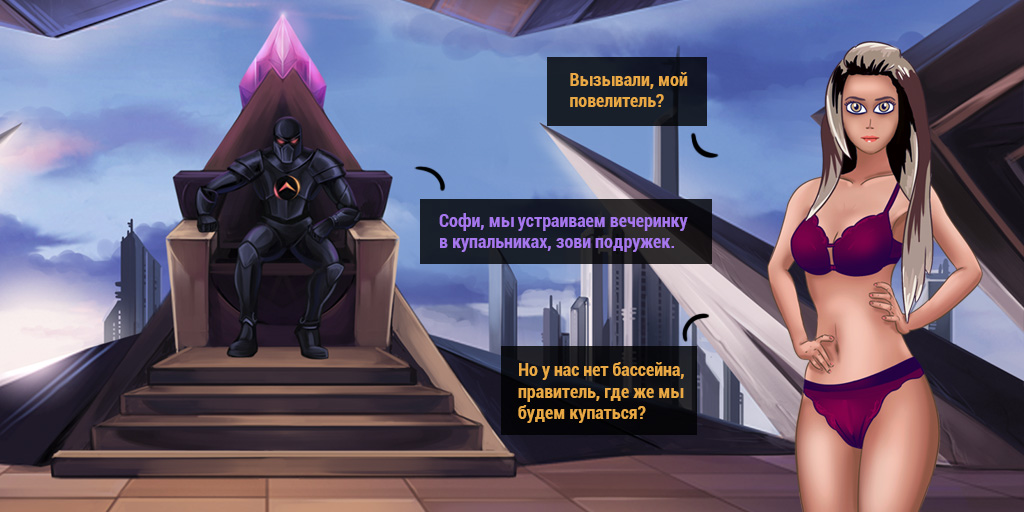 Вызывали, мой
повелитель?
Софи, мы устраиваем вечеринку
в купальниках, зови подружек.
Но у нас нет бассейна,
правитель, где же мы
будем купаться?